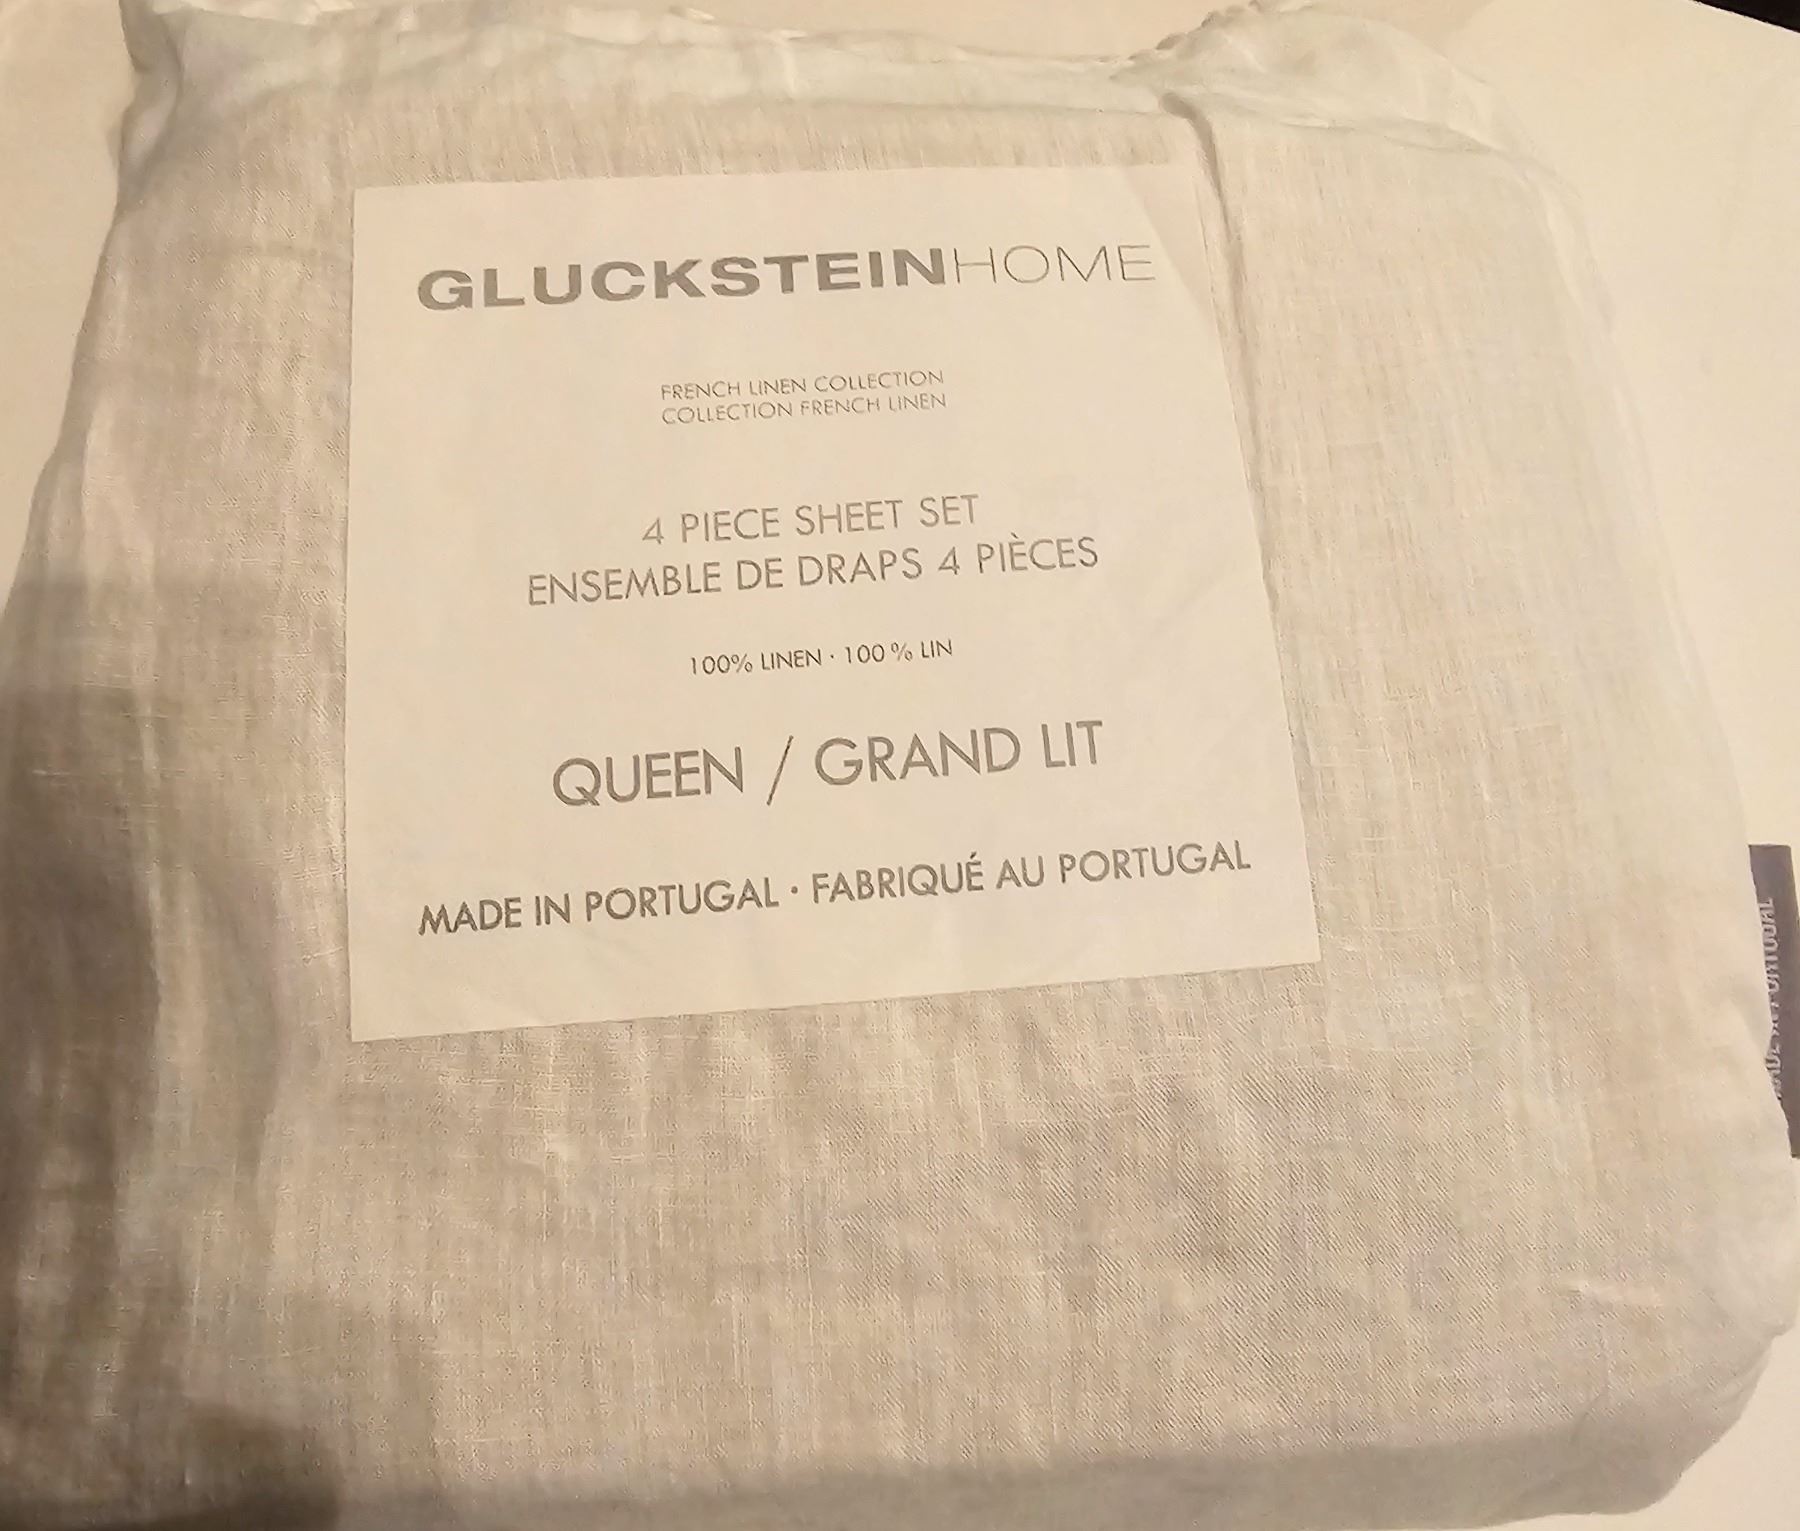 GLUCKSTEINHOME
FRENCH LINEN COLLECTION
COLLECTION FRENCH LINEN
4 PIECE SHEET SET
ENSEMBLE DE DRAPS 4 PIÈCES
100% LINEN · 100 % LIN
QUEEN / GRAND LIT
MADE IN PORTUGAL · FABRIQUÉ AU PORTUGAL
PORTUGAL